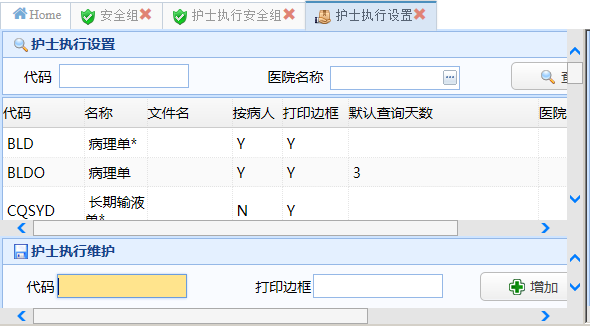 Home 安全组 护士执行安全组 护士执行设置
护士执行设置
代码 医院名称
代码 名称 文件名 按病人 打印边框 默认查询天数 医院
BLD 病理单* Y Y
BLDO 病理单 Y Y 3
长期输液
CQSYD 单* N Y
护士执行维护
代码 打印边框 增加